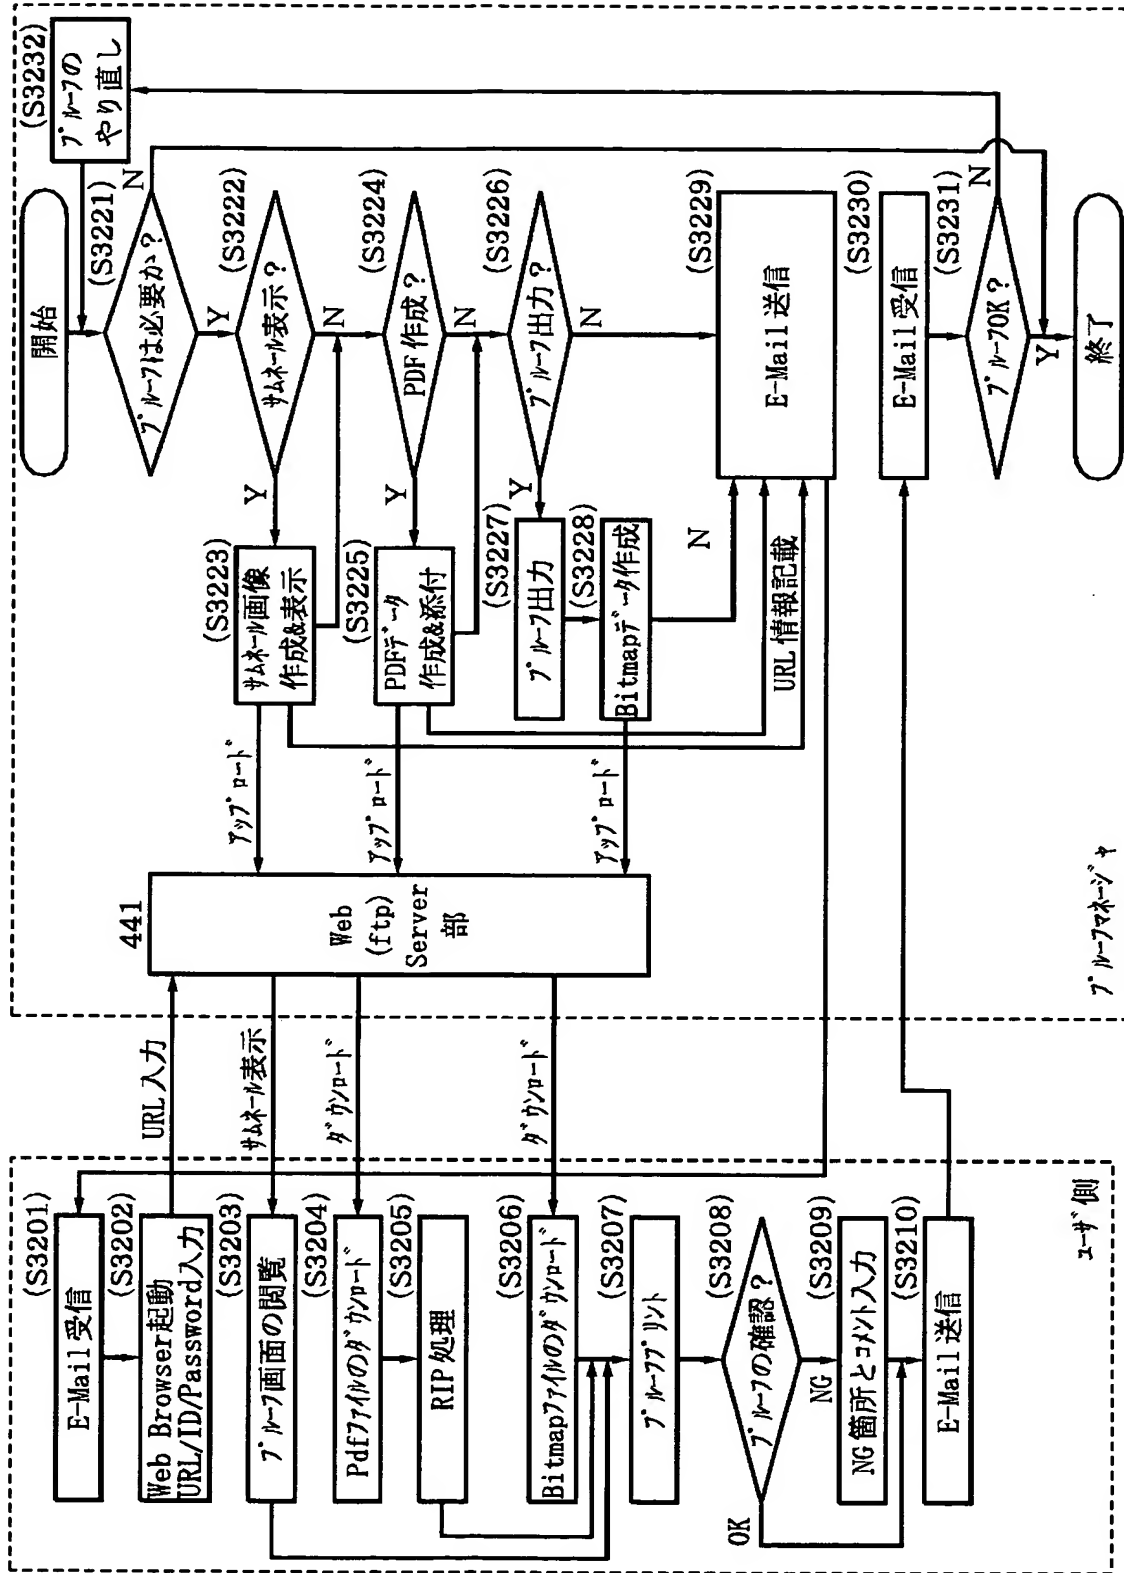 開始
(S3232)
プルーフの
やり直し
(S3221)
プルーフは必要か?
N
Y
(S3222)
サムネール表示?
Y
N
(S3223)
サムネール画像
作成&表示
(S3224)
PDF作成?
Y
N
(S3225)
PDFデータ
作成&添付
(S3226)
プルーフ出力?
Y
N
(S3227)
プルーフ出力
(S3228)
Bitmapデータ作成
N
URL情報記載
(S3229)
E-Mail送信
(S3230)
E-Mail受信
(S3231)
プルーフOK?
N
Y
終了
アップロード
アップロード
アップロード
441
Web
(ftp)
Server
部
プルーフマネージャ
URL入力
サムネール表示
ダウンロード
ダウンロード
(S3201)
E-Mail受信
(S3202)
Web Browser起動
URL/ID/Password入力
(S3203)
プルーフ画面の閲覧
(S3204)
Pdfファイルのダウンロード
(S3205)
RIP処理
(S3206)
Bitmapファイルのダウンロード
(S3207)
プルーフプリント
(S3208)
プルーフの確認?
OK
NG
(S3209)
NG箇所とコメント入力
(S3210)
E-Mail送信
ユーザ側